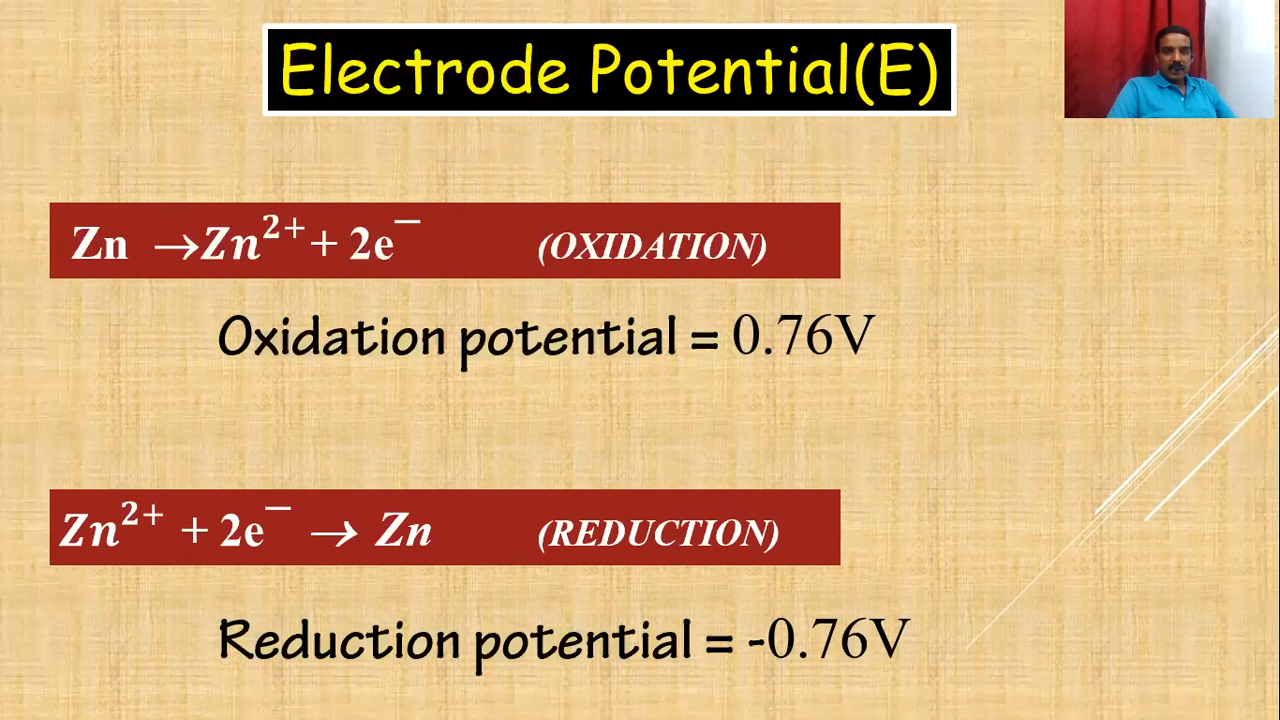 Electrode Potential(E)
Zn →Zn²⁺ + 2e⁻ (OXIDATION)
Oxidation potential = 0.76V
Zn²⁺ + 2e⁻ → Zn (REDUCTION)
Reduction potential = -0.76V